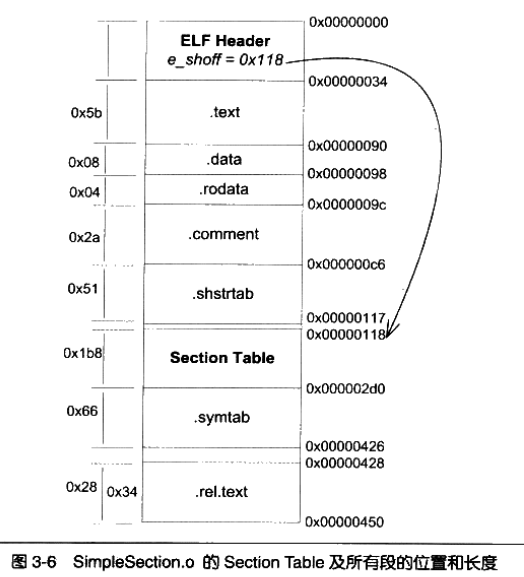 0x00000000
ELF Header
e_shoff = 0x118
0x00000034
0x5b
.text
0x00000090
0x08
.data
0x00000098
0x04
.rodata
0x0000009c
0x2a
.comment
0x000000c6
0x51
.shstrtab
0x00000117
0x00000118
0x1b8
Section Table
0x000002d0
0x66
.symtab
0x00000426
0x00000428
0x28
0x34
.rel.text
0x00000450
图 3-6 SimpleSection.o 的 Section Table 及所有段的位置和长度